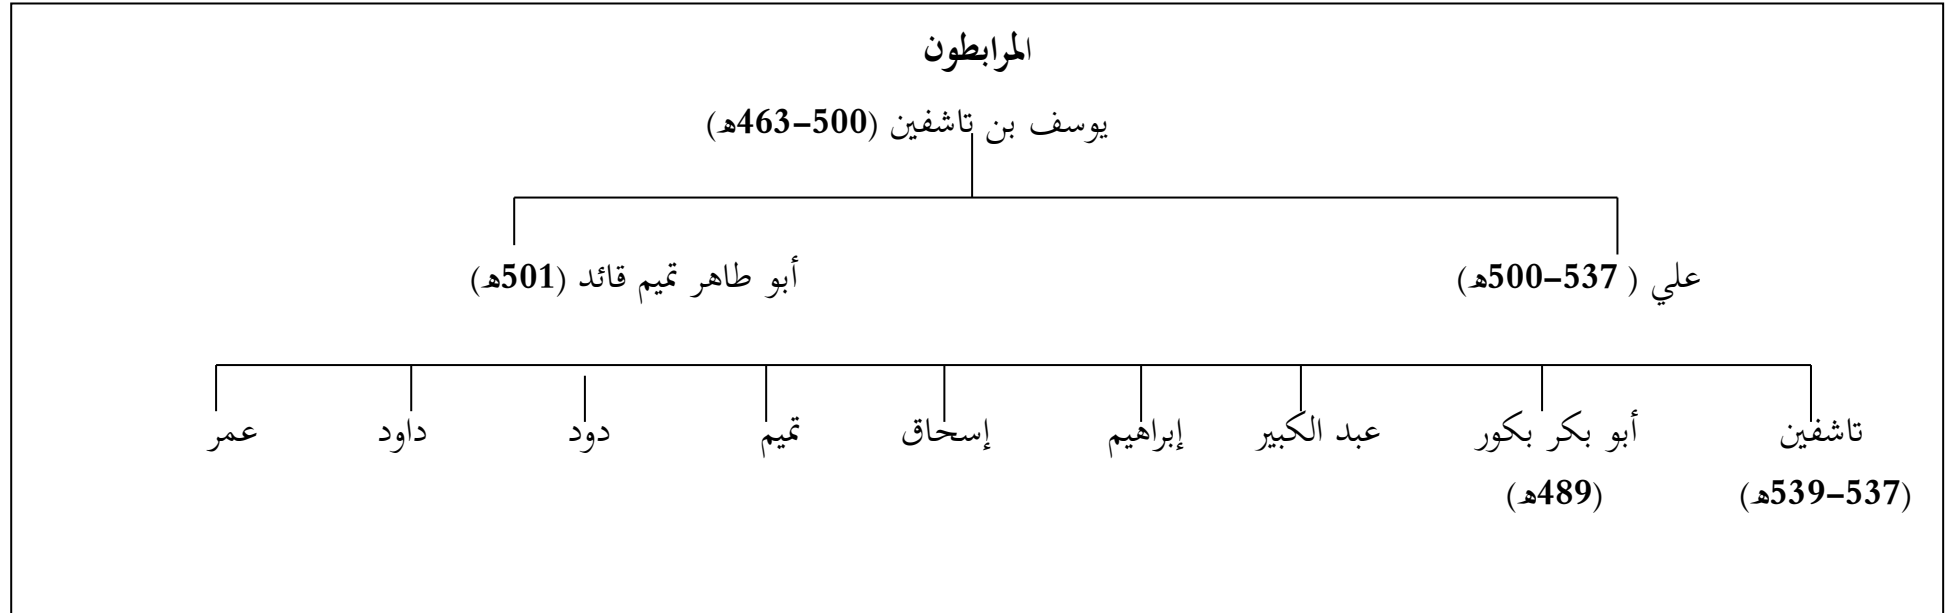 المرابطون
يوسف بن تاشفين (463–500هـ)
علي ( 500–537هـ)
أبو طاهر تميم قائد (501هـ)
تاشفين
(537–539هـ)
أبو بكر بكور
(489هـ)
عبد الكبير
إبراهيم
إسحاق
تميم
دود
داود
عمر